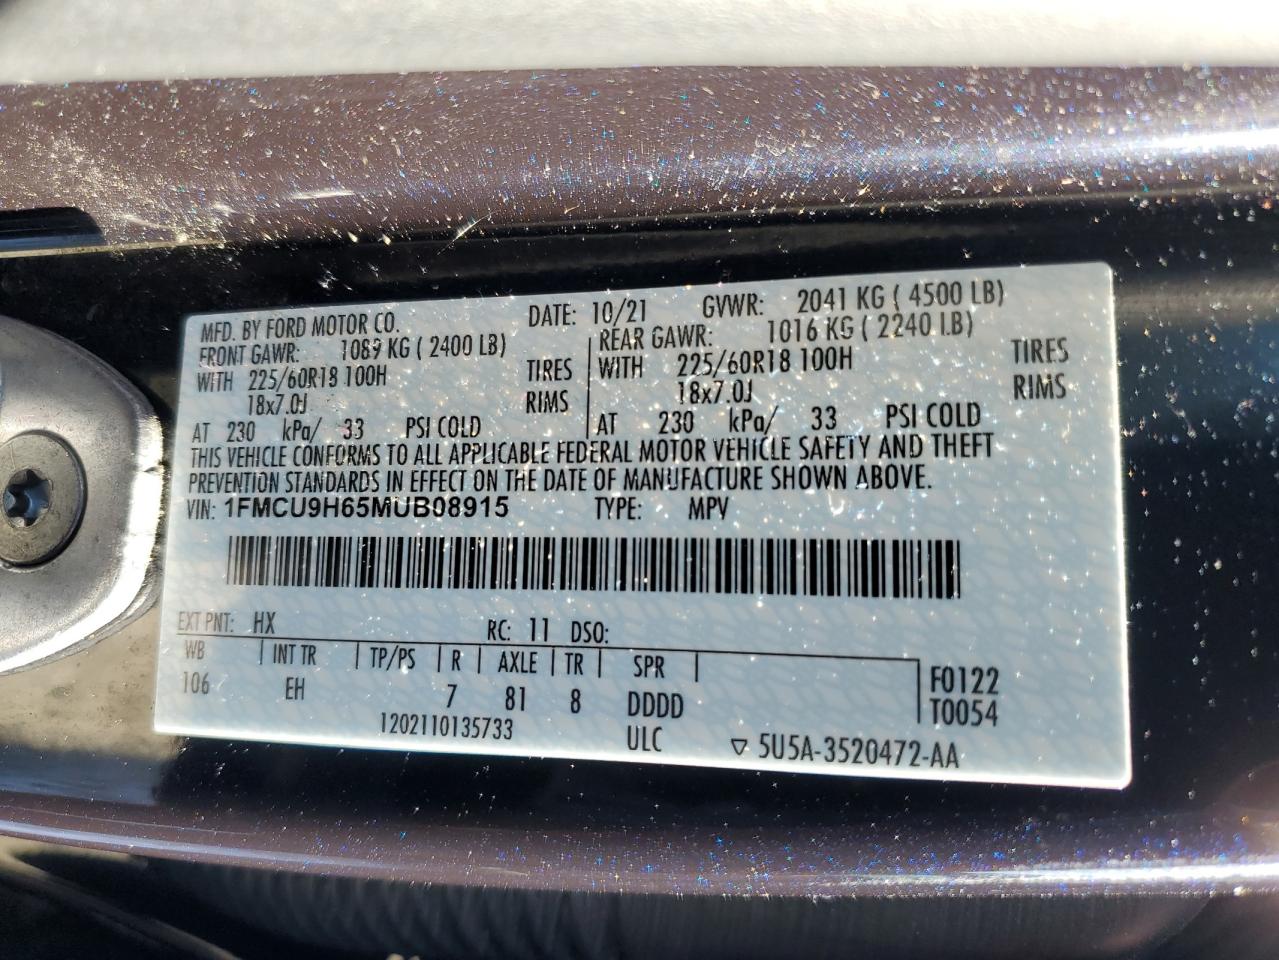 MFD. BY FORD MOTOR CO. DATE: 10/21 GVWR: 2041 KG ( 4500 LB)
FRONT GAWR: 1089 KG ( 2400 LB) REAR GAWR: 1016 KG ( 2240 LB)
WITH 225/60R18 100H TIRES WITH 225/60R18 100H TIRES
18x7.0J RIMS 18x7.0J RIMS
AT 230 kPa/ 33 PSI COLD AT 230 kPa/ 33 PSI COLD
THIS VEHICLE CONFORMS TO ALL APPLICABLE FEDERAL MOTOR VEHICLE SAFETY AND THEFT
PREVENTION STANDARDS IN EFFECT ON THE DATE OF MANUFACTURE SHOWN ABOVE.
VIN: 1FMCU9H65MUB08915 TYPE: MPV
EXT PNT: HX RC: 11 DSO:
WB INT TR TP/PS R AXLE TR SPR F0122
106 EH 7 81 8 DDDD T0054
1202110135733 ULC ▽ 5U5A-3520472-AA